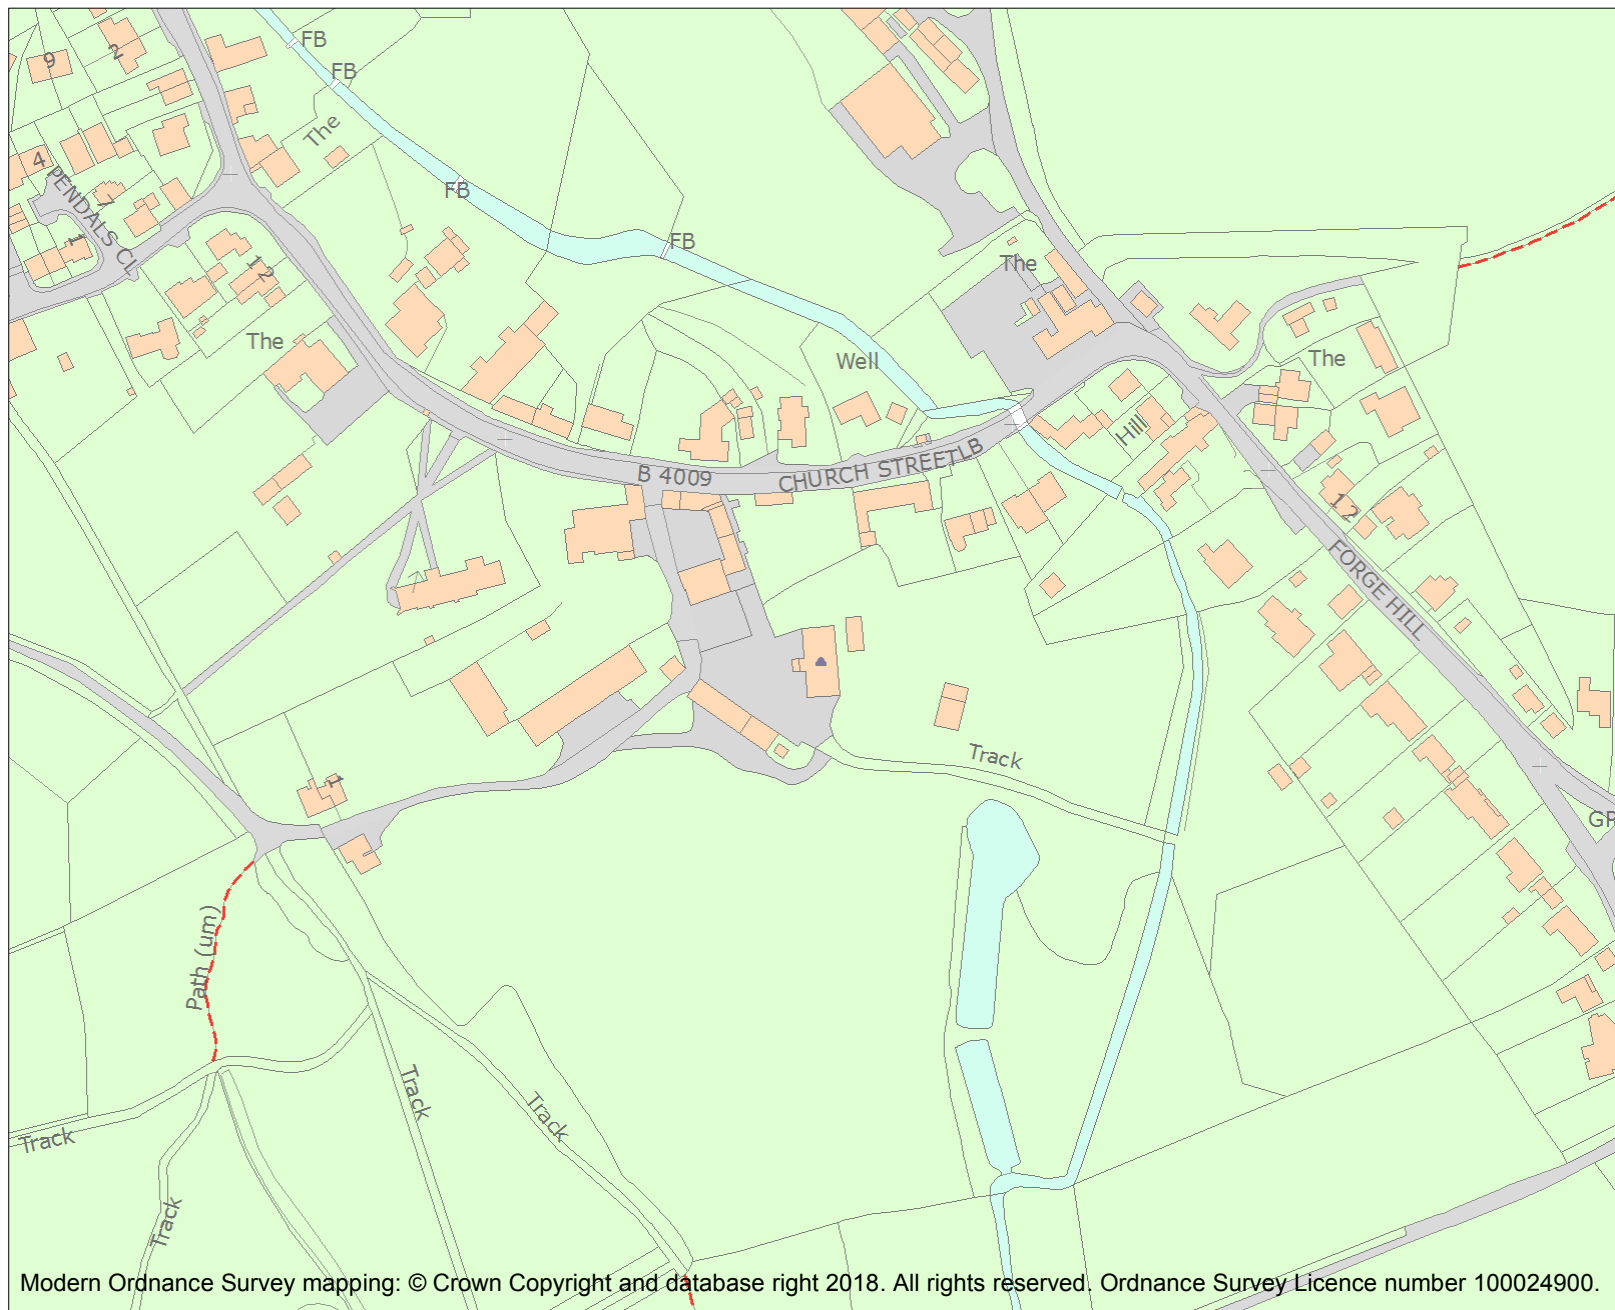 FB
FB
FB
FB
The
9
2
4
PENDALS CL
7
1
12
The
The
Well
The
Hill
B 4009
CHURCH STREET
LB
12
FORGE HILL
Track
1
Path (um)
Track
Track
Track
Track
GP
Modern Ordnance Survey mapping: © Crown Copyright and database right 2018. All rights reserved. Ordnance Survey Licence number 100024900.